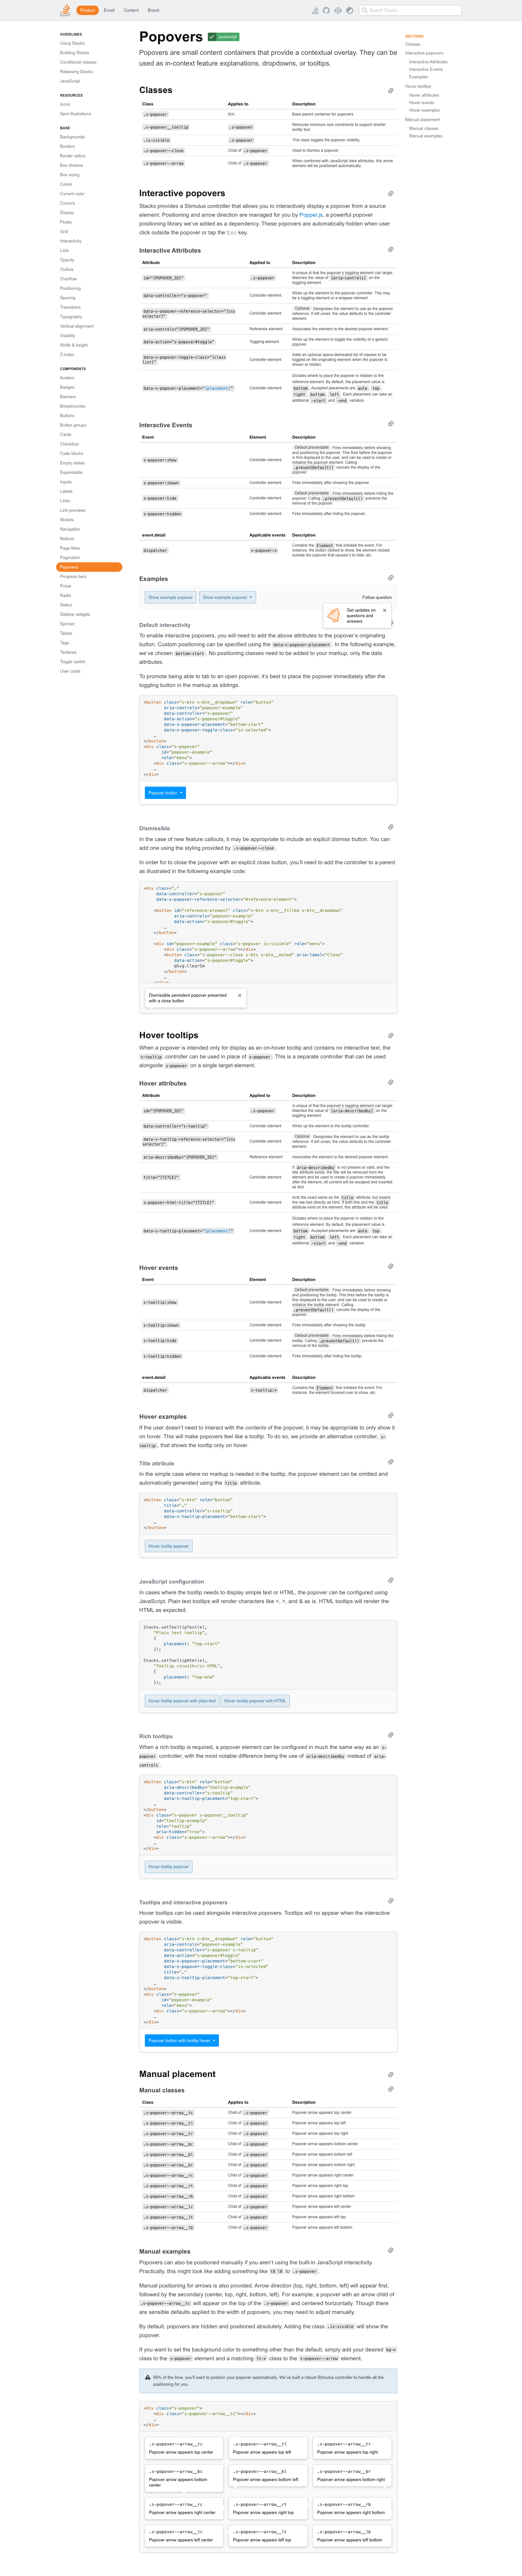 Product Email Content Brand Search Stacks
GUIDELINES
Using Stacks
Building Stacks
Conditional classes
Releasing Stacks
JavaScript
RESOURCES
Icons
Spot Illustrations
BASE
Backgrounds
Borders
Border radius
Box shadow
Box sizing
Colors
Current color
Cursors
Display
Floats
Grid
Interactivity
Lists
Opacity
Outline
Overflow
Positioning
Spacing
Transitions
Typography
Vertical alignment
Visibility
Width & height
Z-index
COMPONENTS
Avatars
Badges
Banners
Breadcrumbs
Buttons
Button groups
Cards
Checkbox
Code blocks
Empty states
Expandable
Inputs
Labels
Links
Link previews
Modals
Navigation
Notices
Page titles
Pagination
Popovers
Progress bars
Prose
Radio
Select
Sidebar widgets
Spinner
Tables
Tags
Textarea
Toggle switch
User cards
Popovers
Javascript
Popovers are small content containers that provide a contextual overlay. They can be
used as in-context feature explanations, dropdowns, or tooltips.
Classes
Class Applies to Description
.s-popover N/A Base parent container for popovers
.s-popover__tooltip .s-popover Removes minimum size constraints to support shorter
tooltip text
.is-visible .s-popover This class toggles the popover visibility
.s-popover--close Child of .s-popover Used to dismiss a popover
.s-popover--arrow Child of .s-popover When combined with JavaScript data attributes, this arrow
element will be positioned automatically.
Interactive popovers
Stacks provides a Stimulus controller that allows you to interactively display a popover from a source
element. Positioning and anchoring are managed for you by Popper.js, a powerful popover
positioning library we've added as a dependency. These popovers are automatically hidden when user
click outside the popover or tap the Esc key.
Interactive Attributes
Attribute Applied to Description
id="{POPOVER_ID}" .s-popover A unique id that the popover's toggling element can target.
Matches the value of [aria-controls] on the
toggling element.
data-controller="s-popover" Controller element Wires up the element to the popover controller. This may
be a toggling element or a wrapper element.
data-s-popover-reference-selector="[css
selector]" Controller element Optional Designates the element to use as the popover
reference. If left unset, the value defaults to the controller
element.
aria-controls="{POPOVER_ID}" Reference element Associates the element to the desired popover element.
data-action="s-popover#toggle" Toggling element Wires up the element to toggle the visibility of a generic
popover.
data-s-popover-toggle-class="[class
list]" Controller element Adds an optional space-delineated list of classes to be
toggled on the originating element when the popover is
shown or hidden.
data-s-popover-placement="[placement]" Controller element Dictates where to place the popover in relation to the
reference element. By default, the placement value is
bottom. Accepted placements are auto, top,
right, bottom, left. Each placement can take an
additional -start and -end variation.
Interactive Events
Event Element Description
s-popover:show Controller element Default preventable Fires immediately before showing
and positioning the popover. This fires before the popover
is first displayed to the user, and can be used to create or
initialize the popover element. Calling
.preventDefault() cancels the display of the
popover.
s-popover:shown Controller element Fires immediately after showing the popover.
s-popover:hide Controller element Default preventable Fires immediately before hiding the
popover. Calling .preventDefault() prevents the
removal of the popover.
s-popover:hidden Controller element Fires immediately after hiding the popover.
event.detail Applicable events Description
dispatcher s-popover:* Contains the Element that initiated the event. For
instance, the button clicked to show, the element clicked
outside the popover that caused it to hide, etc.
Examples
Show example popover Show example popover Follow question
Get updates on
questions and
answers
Default interactivity
To enable interactive popovers, you will need to add the above attributes to the popover's originating
button. Custom positioning can be specified using the data-s-popover-placement. In the following example,
we've chosen bottom-start. No positioning classes need to be added to your markup, only the data
attributes.
To promote being able to tab to an open popover, it's best to place the popover immediately after the
toggling button in the markup as siblings.
<button class="s-btn s-btn__dropdown" role="button"
aria-controls="popover-example"
data-controller="s-popover"
data-action="s-popover#toggle"
data-s-popover-placement="bottom-start"
data-s-popover-toggle-class="is-selected">
…
</button>
<div class="s-popover"
id="popover-example"
role="menu">
<div class="s-popover--arrow"></div>
…
</div>
Popover button
Dismissible
In the case of new feature callouts, it may be appropriate to include an explicit dismiss button. You can
add one using the styling provided by .s-popover--close.
In order for to close the popover with an explicit close button, you'll need to add the controller to a parent
as illustrated in the following example code:
<div class="…"
data-controller="s-popover"
data-s-popover-reference-selector="#reference-element">
<button id="reference-element" class="s-btn s-btn__filled s-btn__dropdown"
aria-controls="popover-example"
data-action="s-popover#toggle">
…
</button>
<div id="popover-example" class="s-popover is-visible" role="menu">
<div class="s-popover--arrow"></div>
<button class="s-popover--close s-btn s-btn__muted" aria-label="Close"
data-action="s-popover#toggle">
@Svg.ClearSm
</button>
…
Dismissible persistent popover presented
with a close button
Hover tooltips
When a popover is intended only for display as an on-hover tooltip and contains no interactive text, the
s-tooltip controller can be used in place of s-popover. This is a separate controller that can be used
alongside s-popover on a single target element.
Hover attributes
Attribute Applied to Description
id="{POPOVER_ID}" .s-popover A unique id that the popover's toggling element can target.
Matches the value of [aria-describedby] on the
toggling element.
data-controller="s-tooltip" Controller element Wires up the element to the tooltip controller.
data-s-tooltip-reference-selector="[css
selector]" Controller element Optional Designates the element to use as the tooltip
reference. If left unset, the value defaults to the controller
element.
aria-describedby="{POPOVER_ID}" Reference element Associates the element to the desired popover element.
title="{TITLE}" Controller element If aria-describedby is not present or valid, and the
title attribute exists, the title will be removed from the
element and be used to create a popover immediately
after the element. All content will be escaped and inserted
as text.
s-popover-html-title="{TITLE}" Controller element Acts the exact same as the title attribute, but inserts
the raw text directly as html. If both this and the title
attribute exist on the element, this attribute will be used.
data-s-tooltip-placement="[placement]" Controller element Dictates where to place the popover in relation to the
reference element. By default, the placement value is
bottom. Accepted placements are auto, top,
right, bottom, left. Each placement can take an
additional -start and -end variation.
Hover events
Event Element Description
s-tooltip:show Controller element Default preventable Fires immediately before showing
and positioning the tooltip. This fires before the tooltip is
first displayed to the user, and can be used to create or
initialize the tooltip element. Calling
.preventDefault() cancels the display of the
popover.
s-tooltip:shown Controller element Fires immediately after showing the tooltip.
s-tooltip:hide Controller element Default preventable Fires immediately before hiding the
tooltip. Calling .preventDefault() prevents the
removal of the tooltip.
s-tooltip:hidden Controller element Fires immediately after hiding the tooltip.
event.detail Applicable events Description
dispatcher s-tooltip:* Contains the Element that initiated the event. For
instance, the element hovered over to show, etc.
Hover examples
If the user doesn't need to interact with the contents of the popover, it may be appropriate to only show it
on hover. This will make popovers feel like a tooltip. To do so, we provide an alternative controller, s-
tooltip, that shows the tooltip only on hover.
Title attribute
In the simple case where no markup is needed in the tooltip, the popover element can be omitted and
automatically generated using the title attribute.
<button class="s-btn" role="button"
title="…"
data-controller="s-tooltip"
data-s-tooltip-placement="bottom-start">
…
</button>
Hover tooltip popover
JavaScript configuration
In cases where the tooltip needs to display simple text or HTML, the popover can be configured using
JavaScript. Plain text tooltips will render characters like <, >, and & as is. HTML tooltips will render the
HTML as expected.
Stacks.setTooltipText(el,
"Plain text tooltip",
{
placement: "top-start"
});
Stacks.setTooltipHtml(el,
"Tooltip <i>with</i> HTML",
{
placement: "top-end"
});
Hover tooltip popover with plain text Hover tooltip popover with HTML
Rich tooltips
When a rich tooltip is required, a popover element can be configured in much the same way as an s-
popover controller, with the most notable difference being the use of aria-describedby instead of aria-
controls.
<button class="s-btn" role="button"
aria-describedby="tooltip-example"
data-controller="s-tooltip"
data-s-tooltip-placement="top-start">
…
</button>
<div class="s-popover s-popover__tooltip"
id="tooltip-example"
role="tooltip"
aria-hidden="true">
<div class="s-popover--arrow"></div>
…
</div>
Hover tooltip popover
Tooltips and interactive popovers
Hover tooltips can be used alongside interactive popovers. Tooltips will no appear when the interactive
popover is visible.
<button class="s-btn s-btn__dropdown" role="button"
aria-controls="popover-example"
data-controller="s-popover s-tooltip"
data-action="s-popover#toggle"
data-s-popover-placement="bottom-start"
data-s-popover-toggle-class="is-selected"
title="…"
data-s-tooltip-placement="top-start">
…
</button>
<div class="s-popover"
id="popover-example"
role="menu">
<div class="s-popover--arrow"></div>
…
</div>
Popover button with tooltip hover
Manual placement
Manual classes
Class Applies to Description
.s-popover--arrow__tc Child of .s-popover Popover arrow appears top center
.s-popover--arrow__tl Child of .s-popover Popover arrow appears top left
.s-popover--arrow__tr Child of .s-popover Popover arrow appears top right
.s-popover--arrow__bc Child of .s-popover Popover arrow appears bottom center
.s-popover--arrow__bl Child of .s-popover Popover arrow appears bottom left
.s-popover--arrow__br Child of .s-popover Popover arrow appears bottom right
.s-popover--arrow__rc Child of .s-popover Popover arrow appears right center
.s-popover--arrow__rt Child of .s-popover Popover arrow appears right top
.s-popover--arrow__rb Child of .s-popover Popover arrow appears right bottom
.s-popover--arrow__lc Child of .s-popover Popover arrow appears left center
.s-popover--arrow__lt Child of .s-popover Popover arrow appears left top
.s-popover--arrow__lb Child of .s-popover Popover arrow appears left bottom
Manual examples
Popovers can also be positioned manually if you aren't using the built-in JavaScript interactivity.
Practically, this might look like adding something like t8 l8 to .s-popover.
Manual positioning for arrows is also provided. Arrow direction (top, right, bottom, left) will appear first,
followed by the secondary (center, top, right, bottom, left). For example, a popover with an arrow child of
.s-popover--arrow__tc will appear on the top of the .s-popover and centered horizontally. Though there
are sensible defaults applied to the width of popovers, you may need to adjust manually.
By default, popovers are hidden and positioned absolutely. Adding the class .is-visible will show the
popover.
If you want to set the background color to something other than the default, simply add your desired bg-*
class to the s-popover element and a matching fc-* class to the s-popover--arrow element.
99% of the time, you'll want to position your popover automatically. We've built a robust Stimulus controller to handle all the
positioning for you.
<div class="s-popover">
<div class="s-popover--arrow__tc"></div>
…
</div>
.s-popover--arrow__tc .s-popover--arrow__tl .s-popover--arrow__tr
Popover arrow appears top center Popover arrow appears top left Popover arrow appears top right
.s-popover--arrow__bc .s-popover--arrow__bl .s-popover--arrow__br
Popover arrow appears bottom
center Popover arrow appears bottom left Popover arrow appears bottom right
.s-popover--arrow__rc .s-popover--arrow__rt .s-popover--arrow__rb
Popover arrow appears right center Popover arrow appears right top Popover arrow appears right bottom
.s-popover--arrow__lc .s-popover--arrow__lt .s-popover--arrow__lb
Popover arrow appears left center Popover arrow appears left top Popover arrow appears left bottom
SECTIONS
Classes
Interactive popovers
Interactive Attributes
Interactive Events
Examples
Hover tooltips
Hover attributes
Hover events
Hover examples
Manual placement
Manual classes
Manual examples